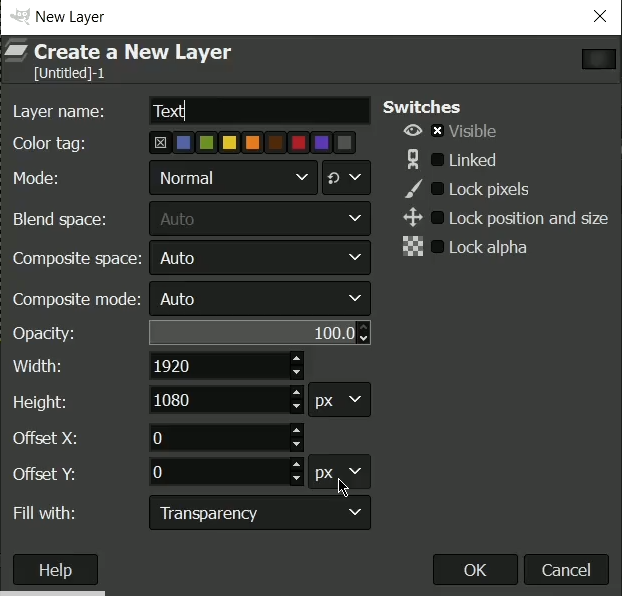 New Layer
Create a New Layer
[Untitled]-1
Layer name: Text
Color tag:
Mode: Normal
Blend space: Auto
Composite space: Auto
Composite mode: Auto
Opacity: 100.0
Width: 1920
Height: 1080 px
Offset X: 0
Offset Y: 0 px
Fill with: Transparency
Switches
Visible
Linked
Lock pixels
Lock position and size
Lock alpha
Help OK Cancel